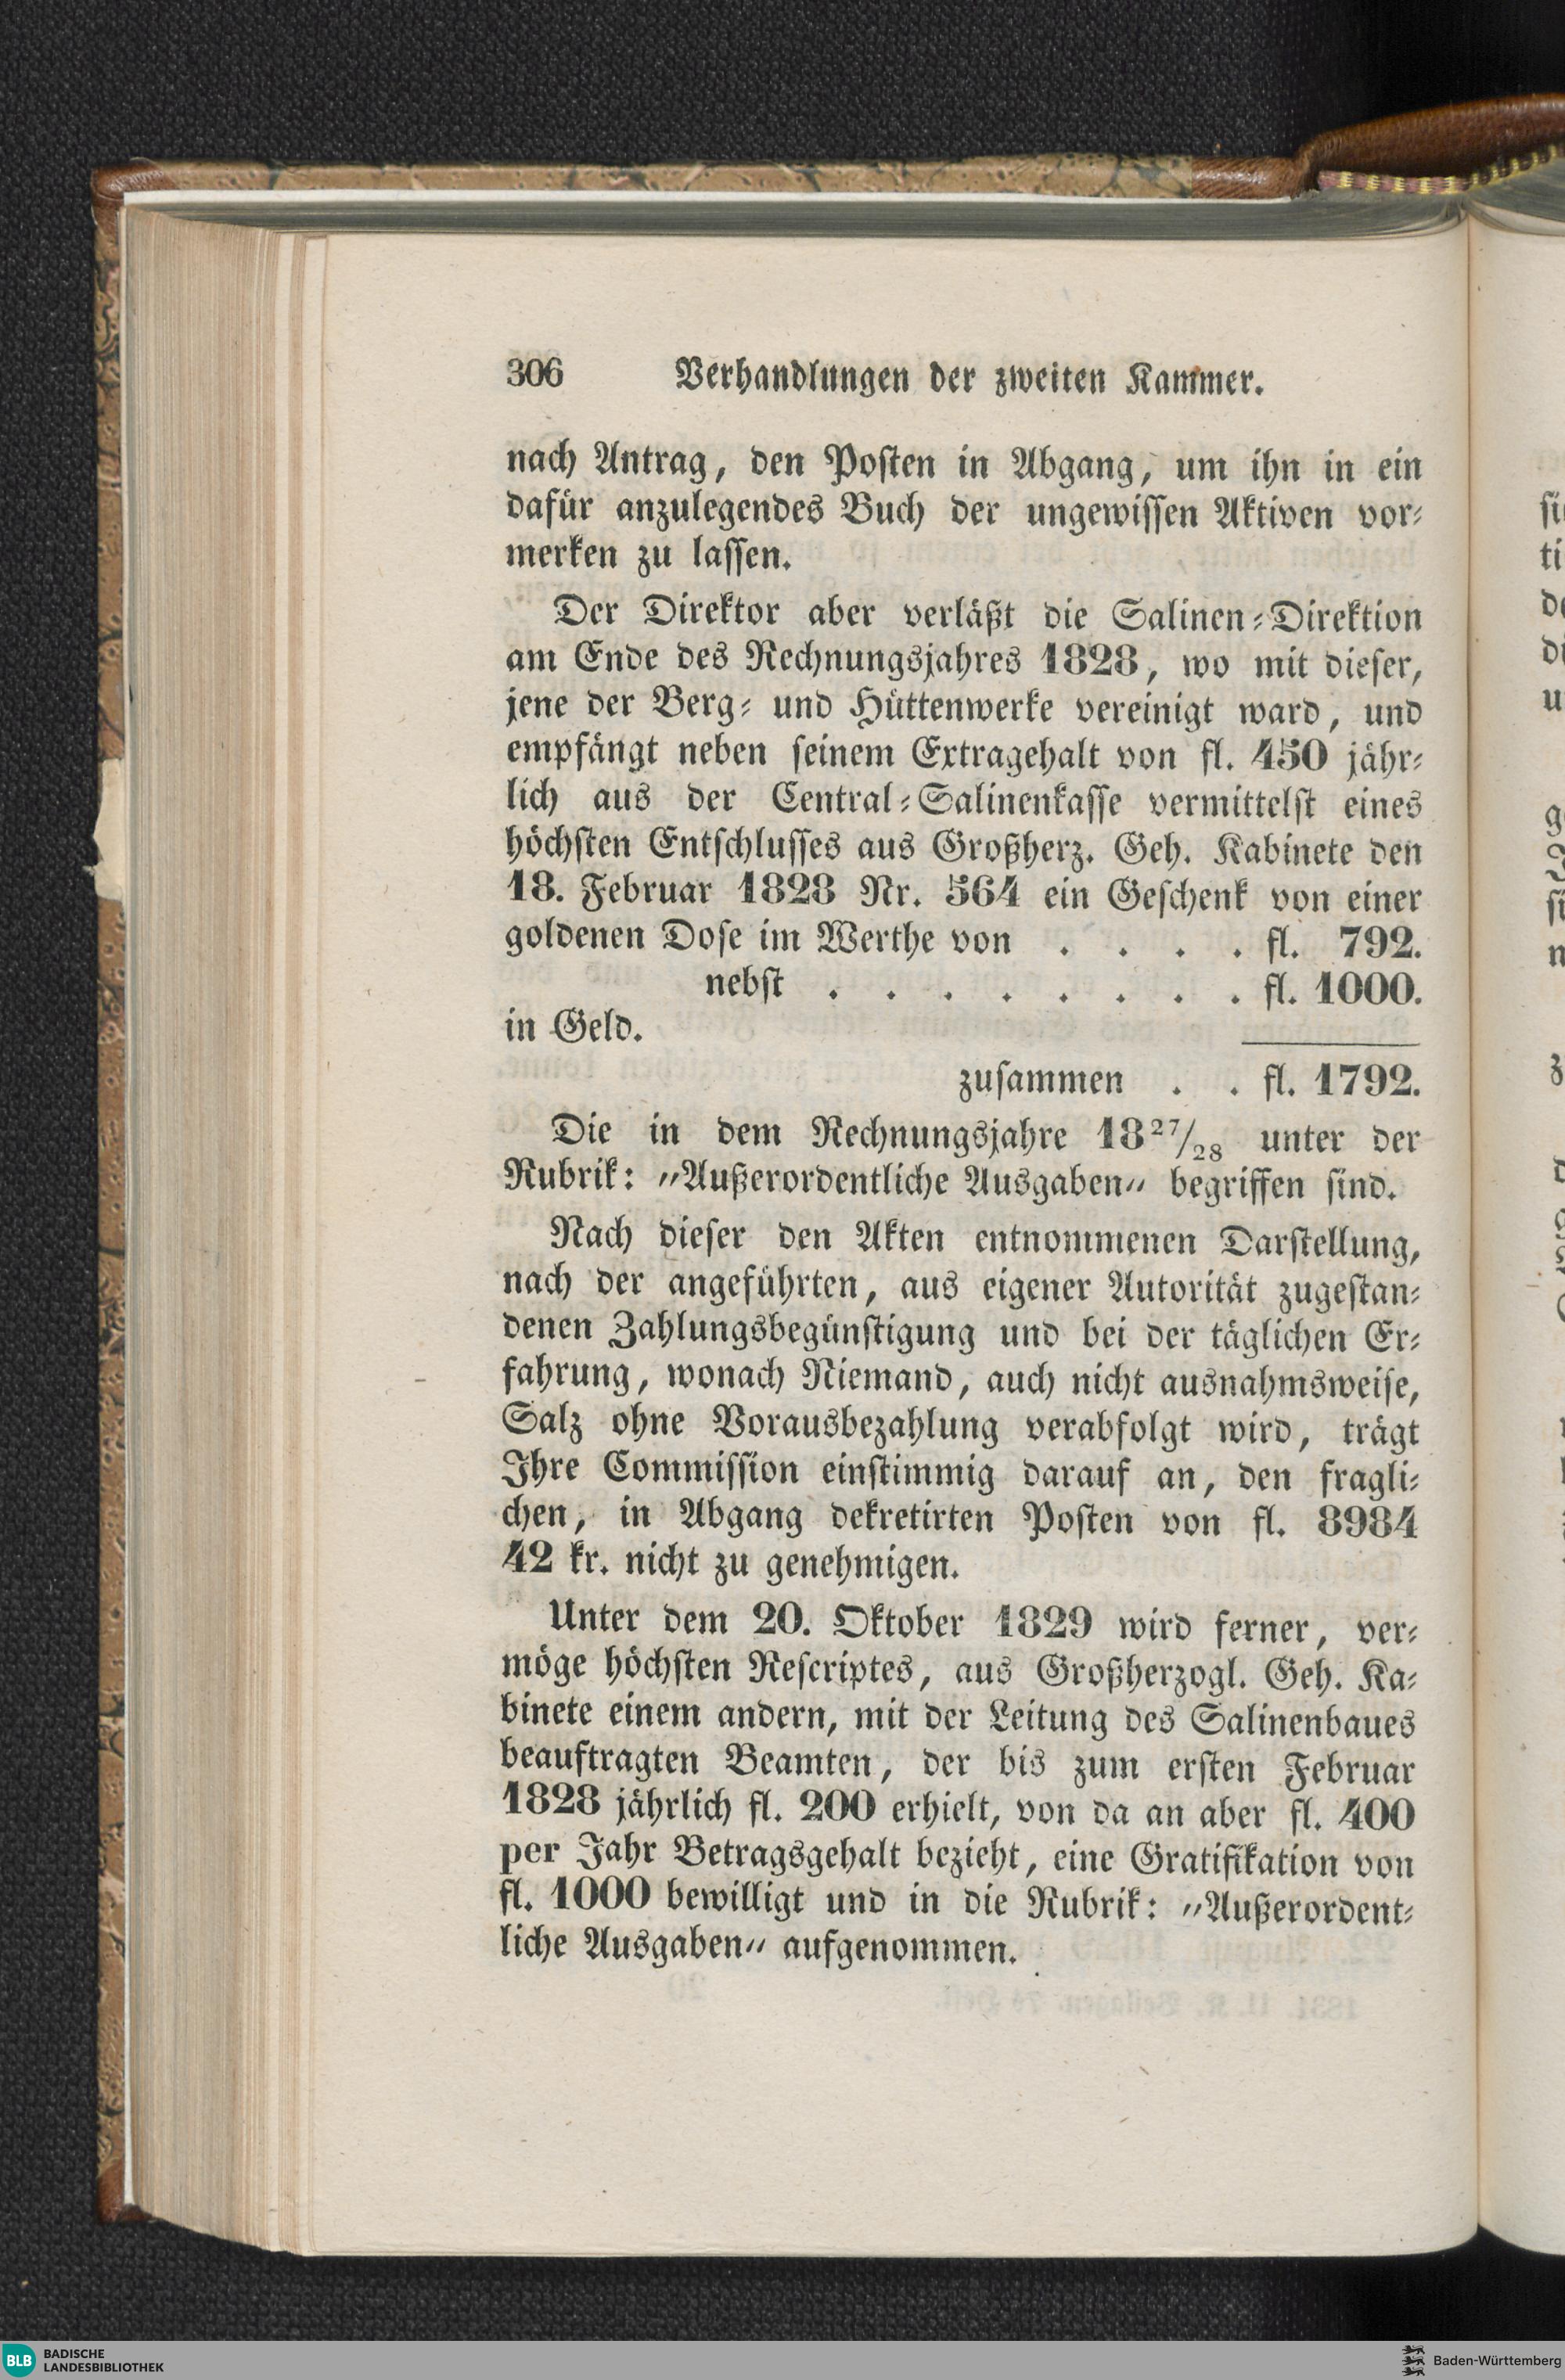 306 Verhandlungen der zweiten Kammer.
nach Antrag, den Posten in Abgang, um ihn in ein
dafür anzulegendes Buch der ungewissen Aktiven vor-
merken zu lassen.
Der Direktor aber verläßt die Salinen-Direktion
am Ende des Rechnungsjahres 1828, wo mit dieser,
jene der Berg- und Hüttenwerke vereinigt ward, und
empfängt neben seinem Extragehalt von fl. 450 jähr-
lich aus der Central-Salinenkasse vermittelst eines
höchsten Entschlusses aus Großherz. Geh. Kabinete den
18. Februar 1828 Nr. 564 ein Geschenk von einer
goldenen Dose im Werthe von . . . . fl. 792.
nebst . . . . . . . . fl. 1000.
in Geld.
zusammen . . fl. 1792.
Die in dem Rechnungsjahre 18 27/28 unter der
Rubrik: „Außerordentliche Ausgaben„ begriffen sind.
Nach dieser den Akten entnommenen Darstellung,
nach der angeführten, aus eigener Autorität zugestan-
denen Zahlungsbegünstigung und bei der täglichen Er-
fahrung, wonach Niemand, auch nicht ausnahmsweise,
Salz ohne Vorausbezahlung verabfolgt wird, trägt
Ihre Commission einstimmig darauf an, den fragli-
chen, in Abgang dekretirten Posten von fl. 8984
42 kr. nicht zu genehmigen.
Unter dem 20. Oktober 1829 wird ferner, ver-
möge höchsten Rescriptes, aus Großherzogl. Geh. Ka-
binete einem andern, mit der Leitung des Salinenbaues
beauftragten Beamten, der bis zum ersten Februar
1828 jährlich fl. 200 erhielt, von da an aber fl. 400
per Jahr Betragsgehalt bezieht, eine Gratifikation von
fl. 1000 bewilligt und in die Rubrik: „Außerordent-
liche Ausgaben„ aufgenommen.
BLB BADISCHE
LANDESBIBLIOTHEK
Baden-Württemberg